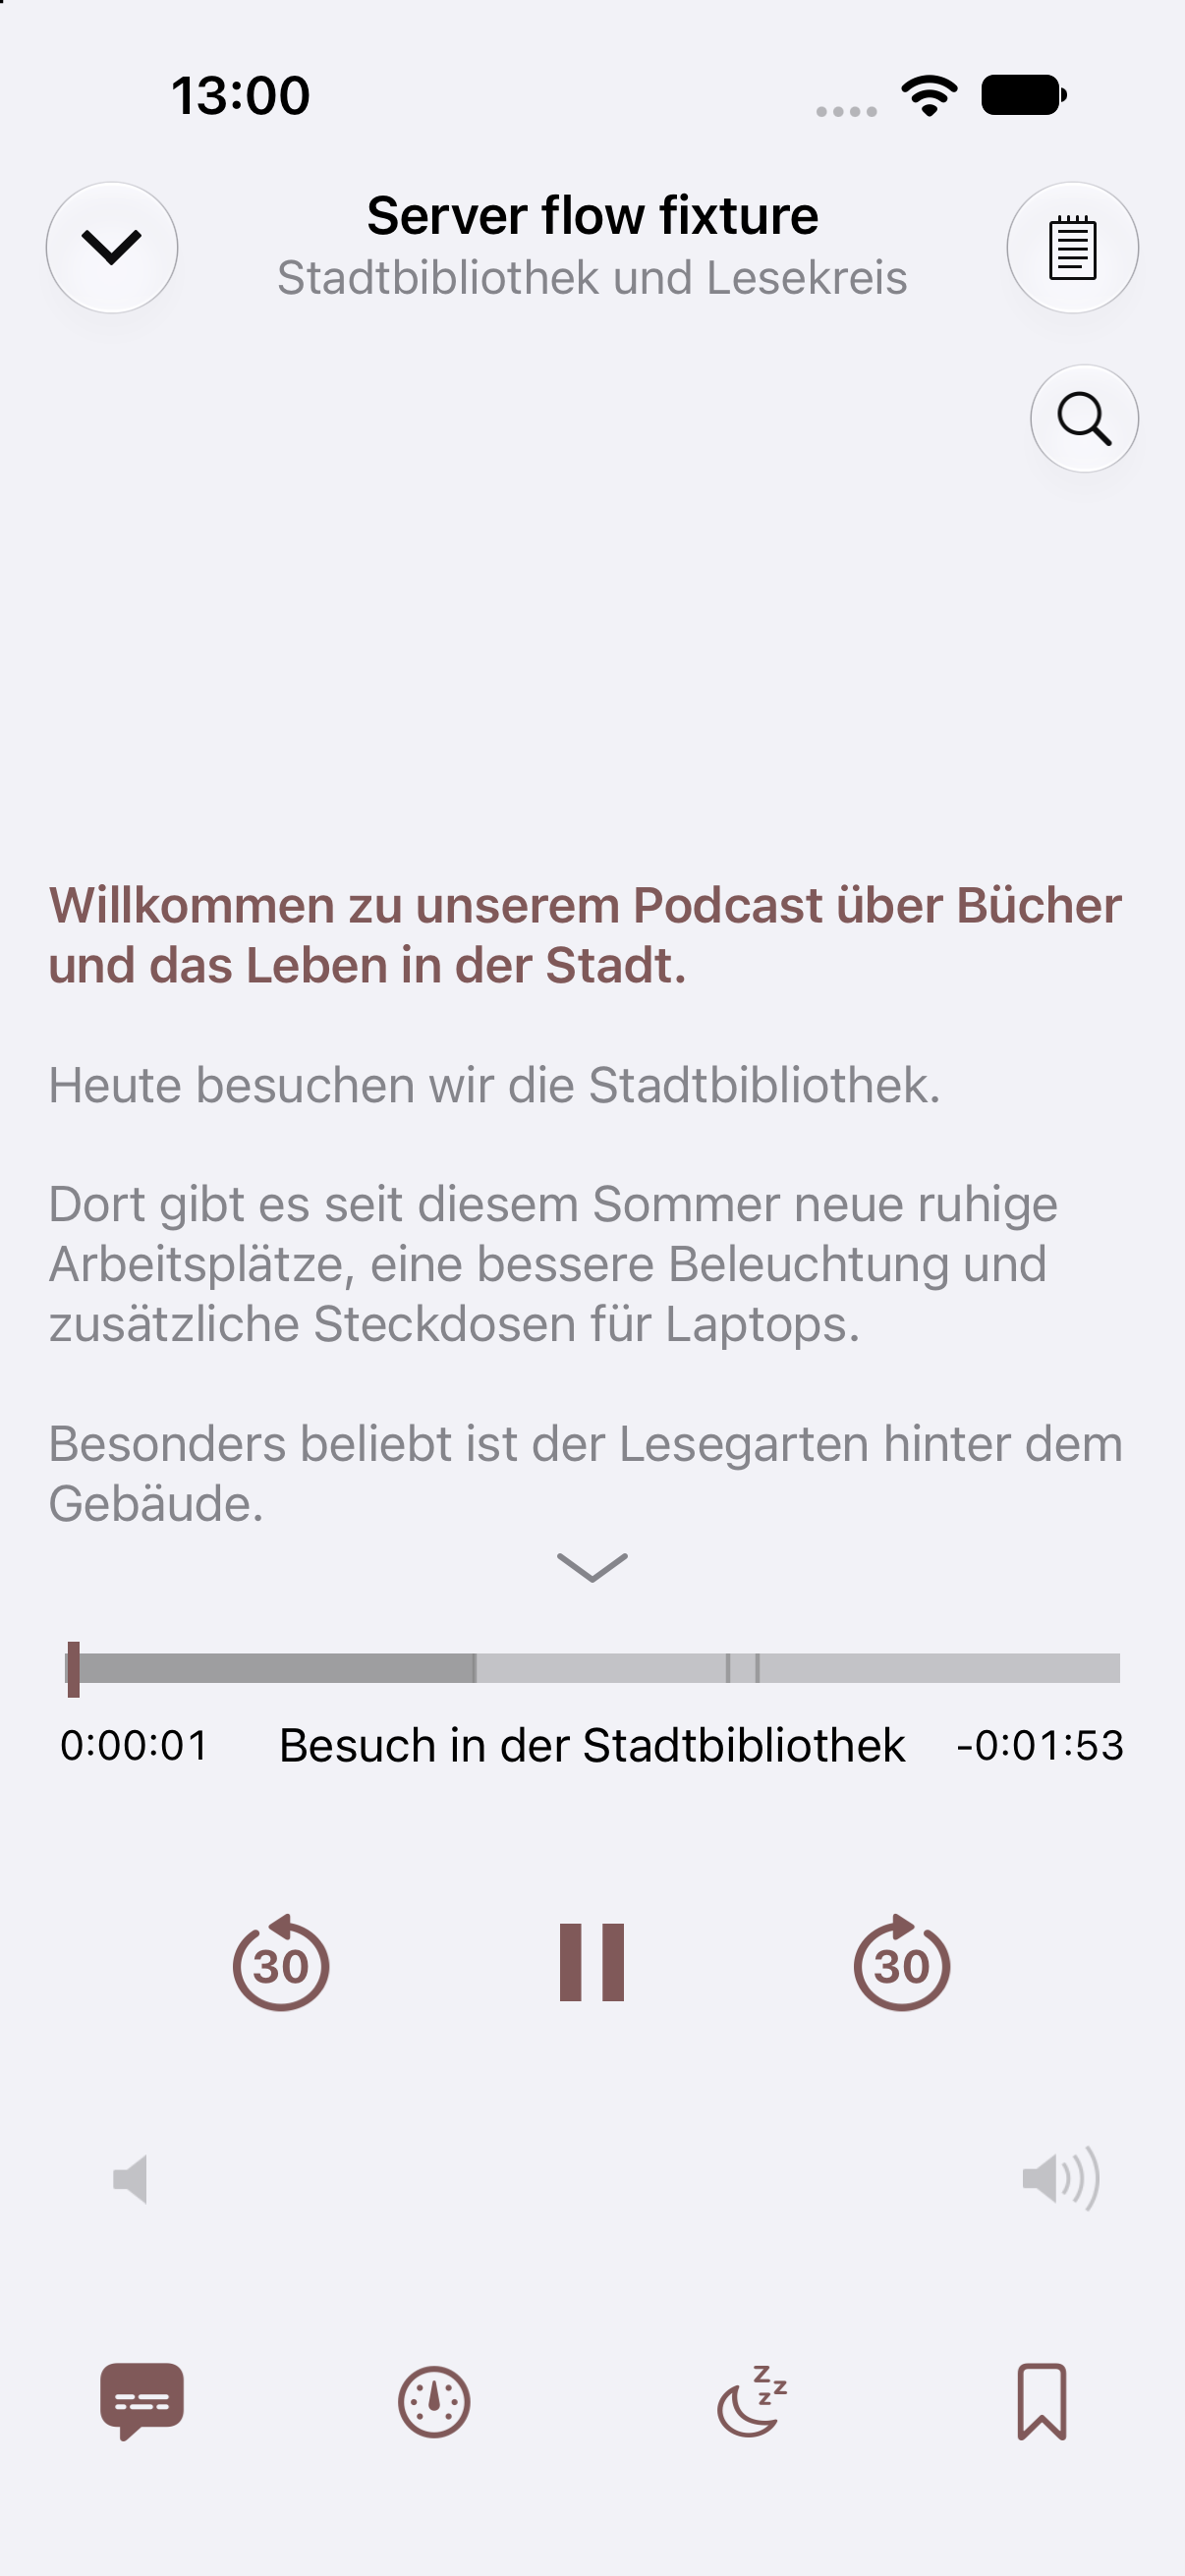 13:00
Server flow fixture
Stadtbibliothek und Lesekreis
Willkommen zu unserem Podcast über Bücher
und das Leben in der Stadt.
Heute besuchen wir die Stadtbibliothek.
Dort gibt es seit diesem Sommer neue ruhige
Arbeitsplätze, eine bessere Beleuchtung und
zusätzliche Steckdosen für Laptops.
Besonders beliebt ist der Lesegarten hinter dem
Gebäude.
0:00:01 Besuch in der Stadtbibliothek -0:01:53
30 30
z z z